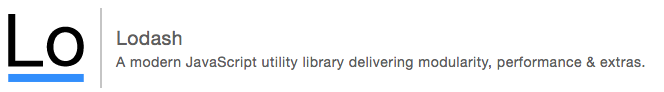 Lo
Lodash
A modern JavaScript utility library delivering modularity, performance & extras.